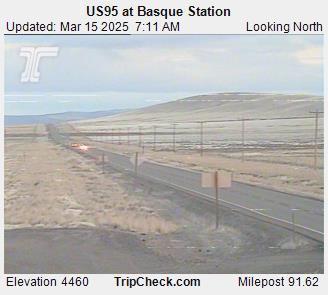 US95 at Basque Station
Updated: Mar 15 2025 7:11 AM Looking North
Elevation 4460 TripCheck.com Milepost 91.62